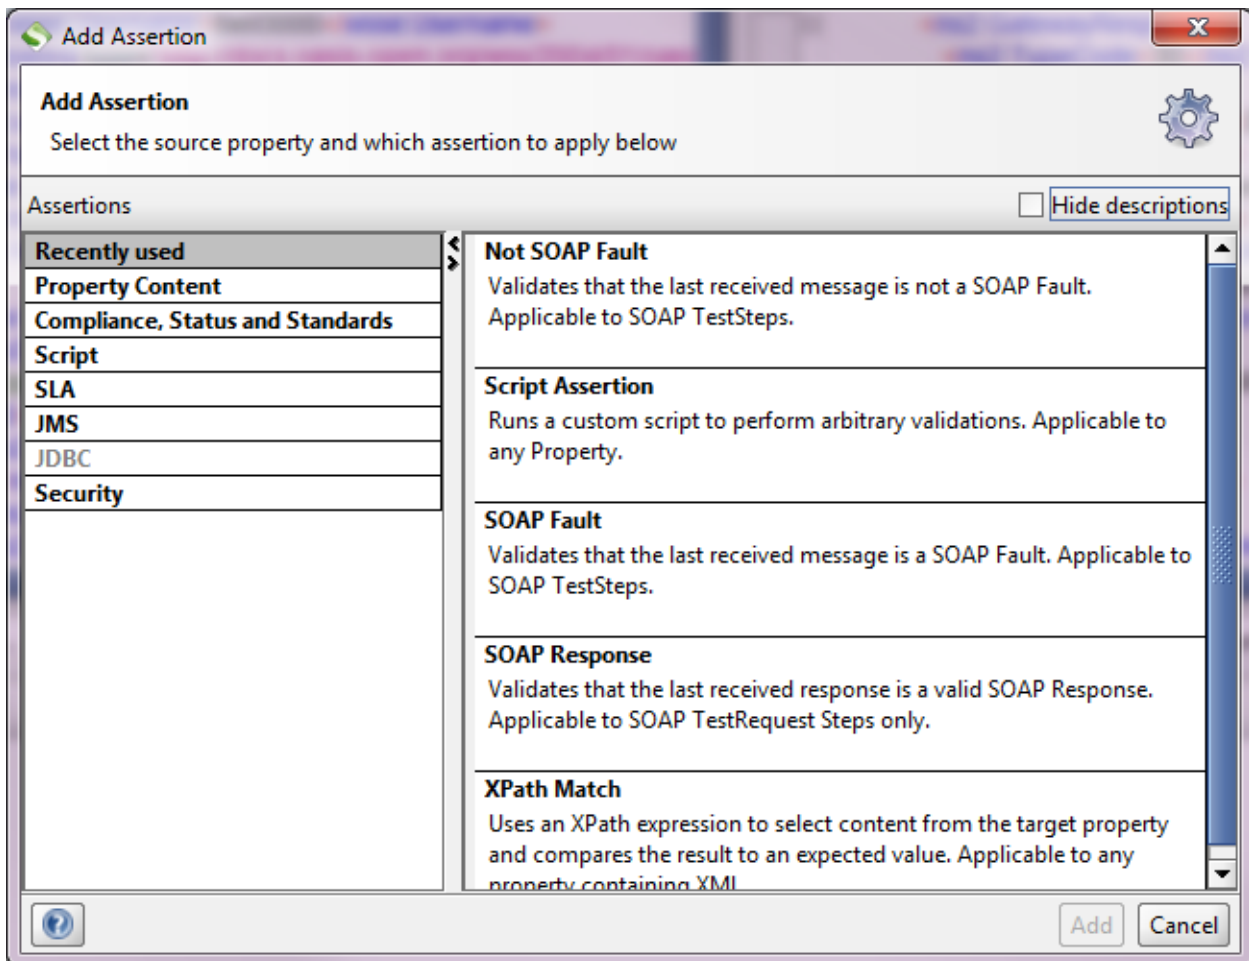 Add Assertion
Add Assertion
Select the source property and which assertion to apply below
Assertions
Hide descriptions
Recently used
Property Content
Compliance, Status and Standards
Script
SLA
JMS
JDBC
Security
Not SOAP Fault
Validates that the last received message is not a SOAP Fault.
Applicable to SOAP TestSteps.
Script Assertion
Runs a custom script to perform arbitrary validations. Applicable to
any Property.
SOAP Fault
Validates that the last received message is a SOAP Fault. Applicable to
SOAP TestSteps.
SOAP Response
Validates that the last received response is a valid SOAP Response.
Applicable to SOAP TestRequest Steps only.
XPath Match
Uses an XPath expression to select content from the target property
and compares the result to an expected value. Applicable to any
property containing XML
Add
Cancel